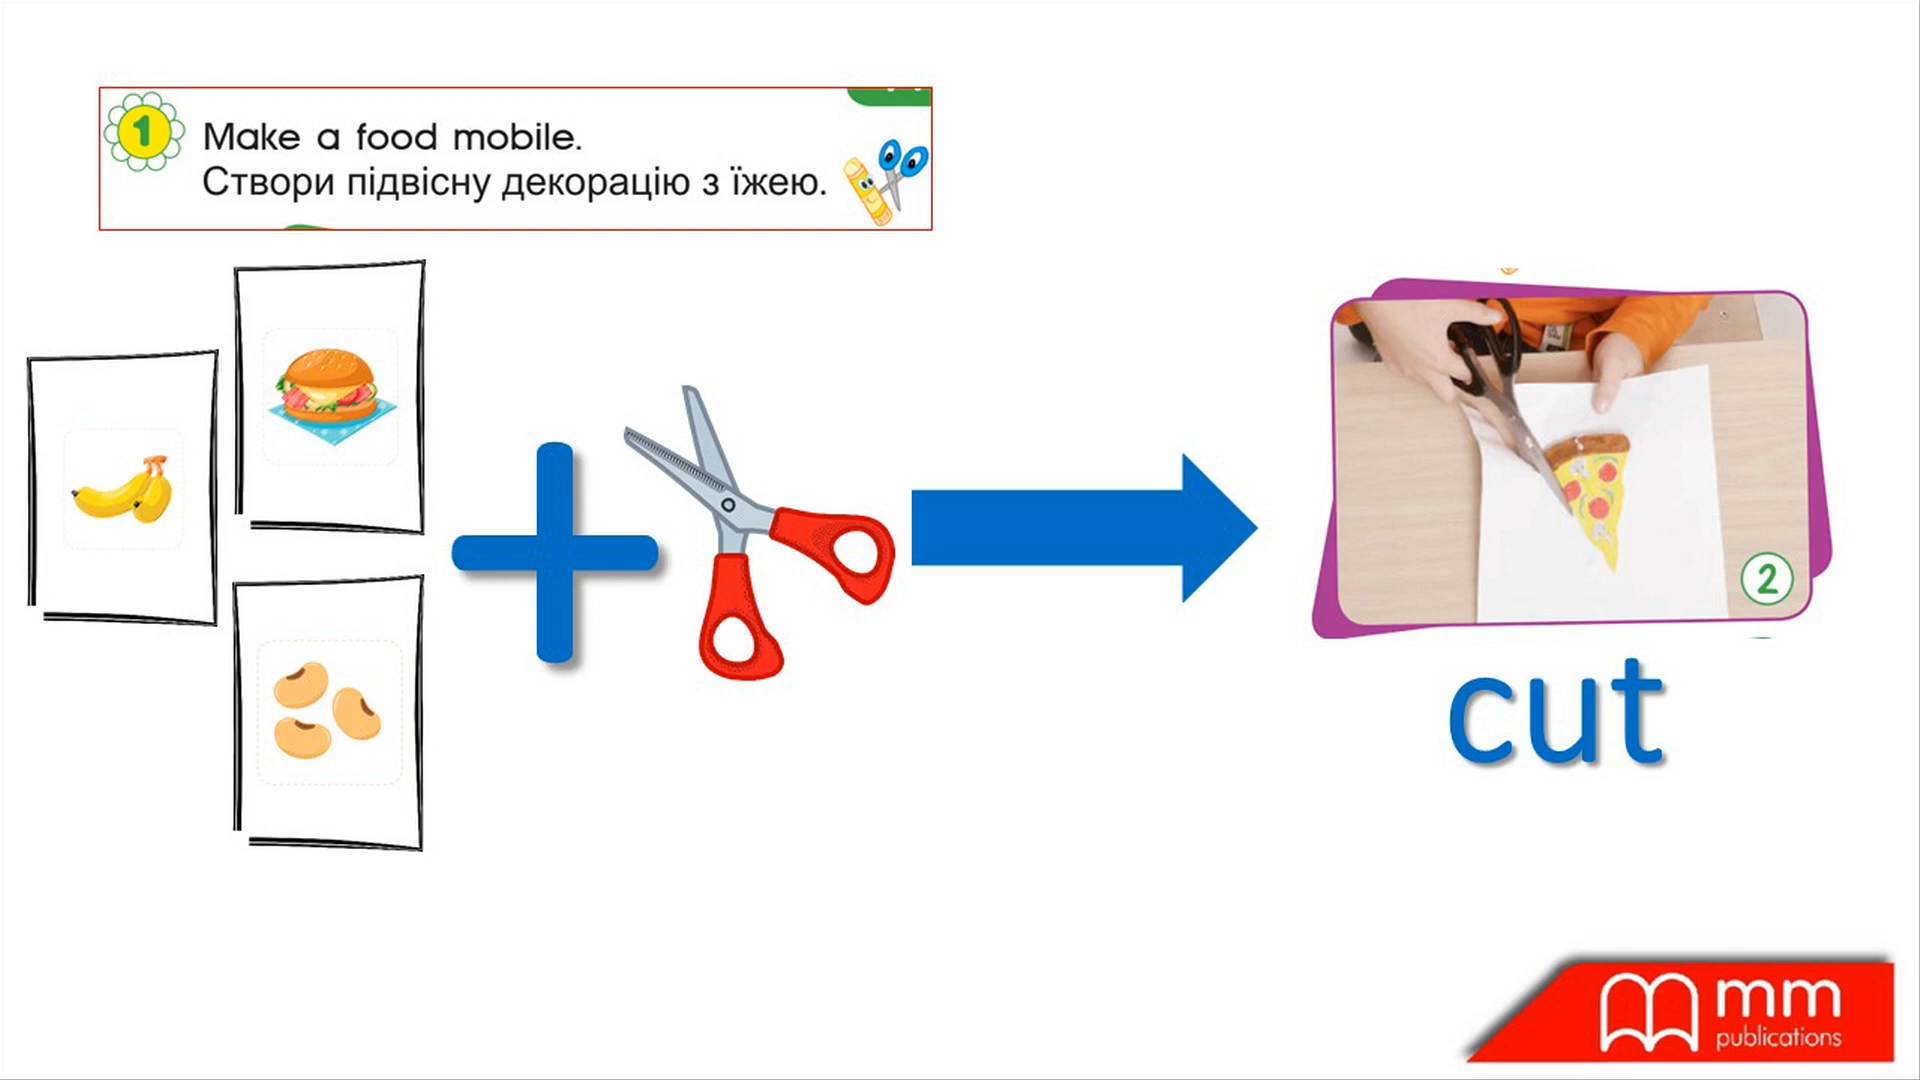 1
Make a food mobile.
Створи підвісну декорацію з їжею.
2
cut
mm
publications